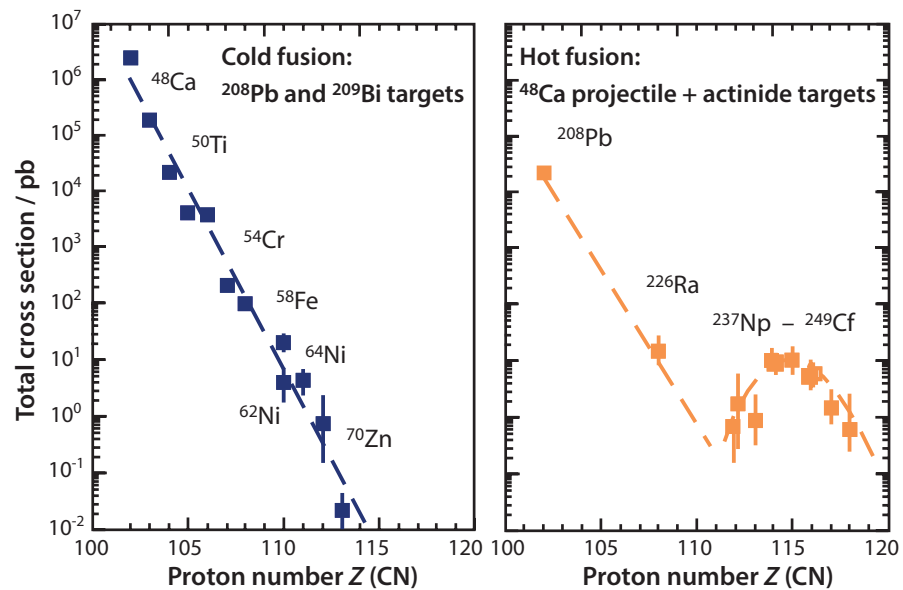 Total cross section / pb
10⁷
10⁶
10⁵
10⁴
10³
10²
10¹
10⁰
10⁻¹
10⁻²
Cold fusion:
²⁰⁸Pb and ²⁰⁹Bi targets
⁴⁸Ca
⁵⁰Ti
⁵⁴Cr
⁵⁸Fe
⁶⁴Ni
⁶²Ni
⁷⁰Zn
100 105 110 115 120
Proton number Z (CN)
Hot fusion:
⁴⁸Ca projectile + actinide targets
²⁰⁸Pb
²²⁶Ra
²³⁷Np – ²⁴⁹Cf
100 105 110 115 120
Proton number Z (CN)